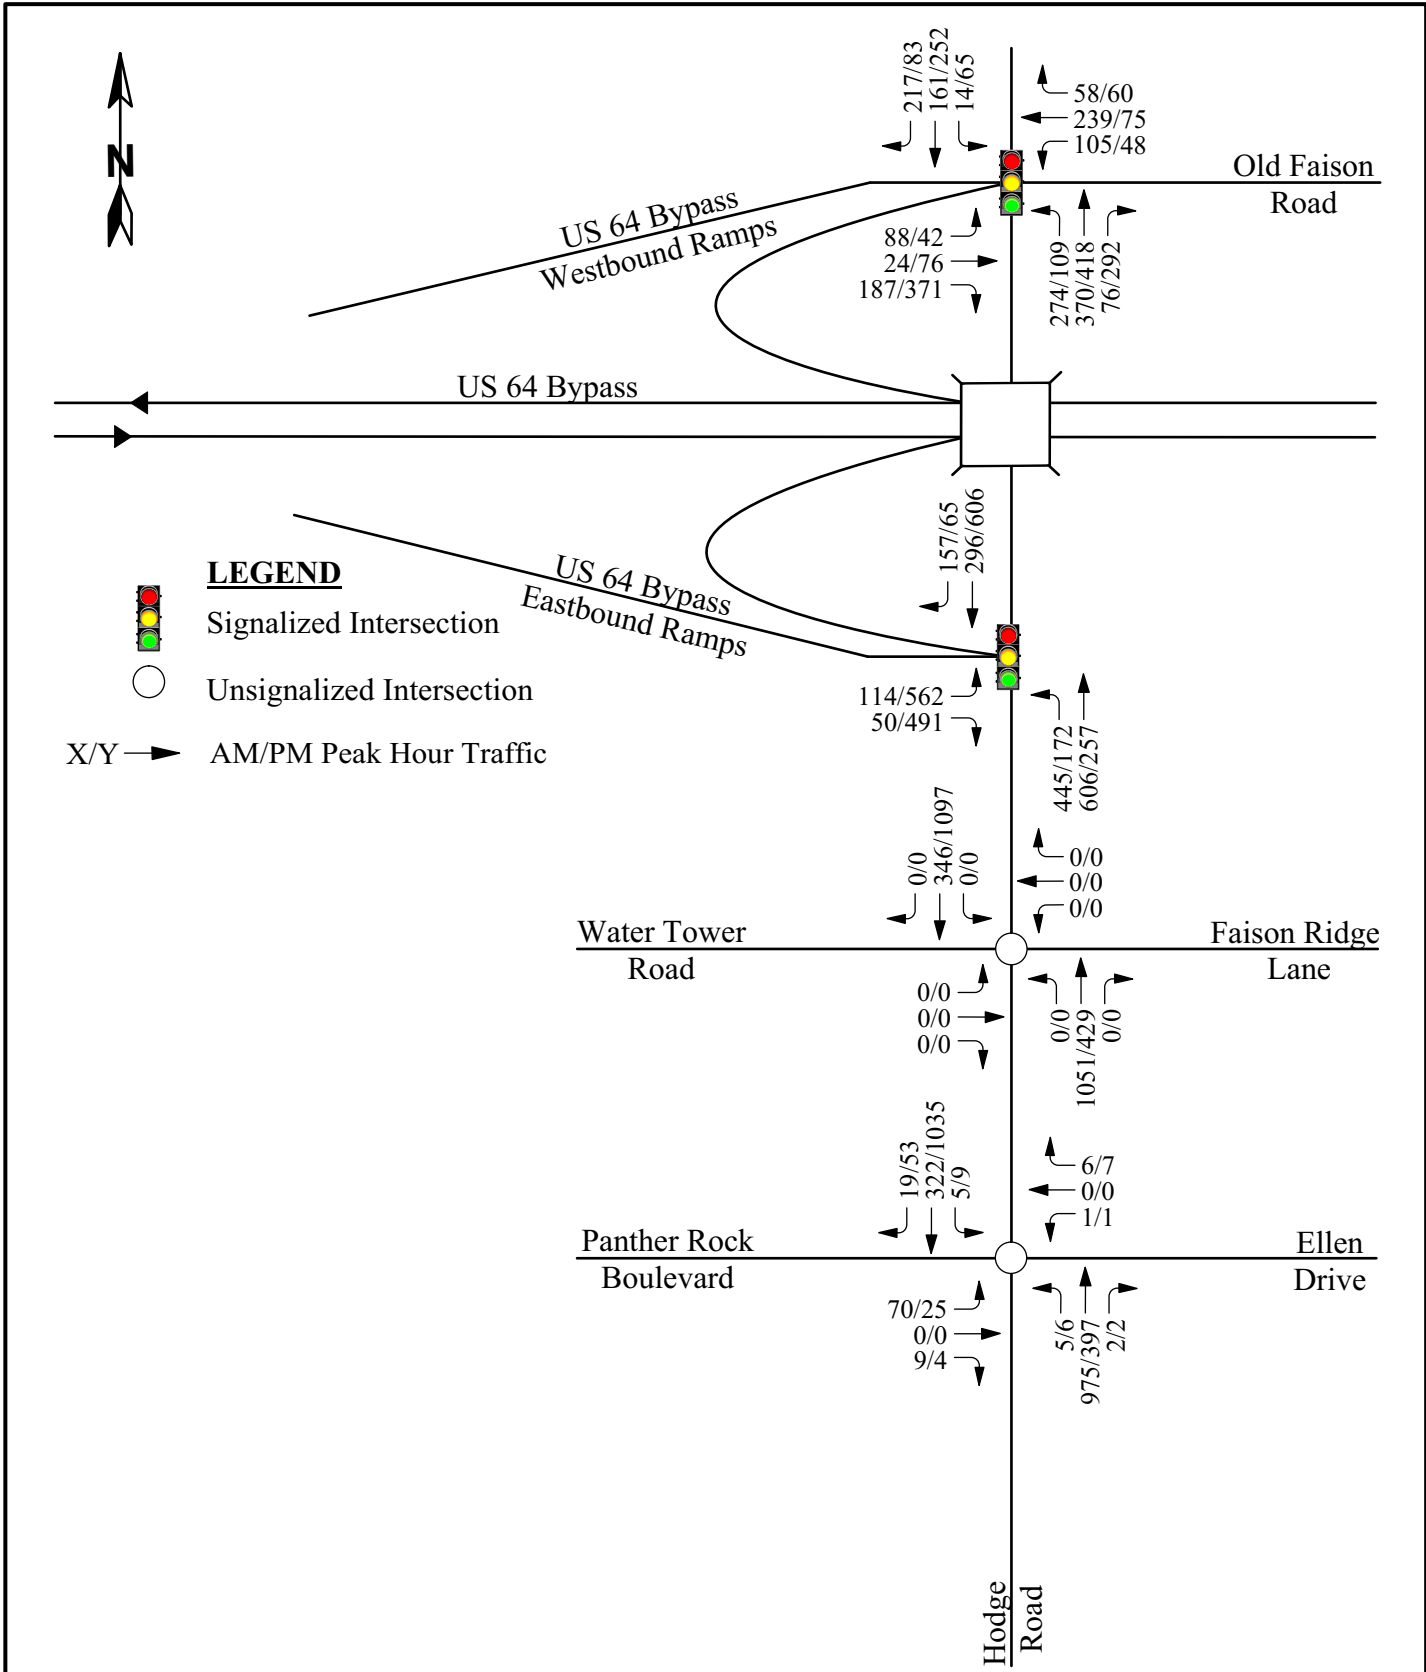 N
217/83
161/252
14/65
58/60
239/75
105/48
Old Faison
Road
US 64 Bypass
Westbound Ramps
88/42
24/76
187/371
274/109
370/418
76/292
US 64 Bypass
157/65
296/606
US 64 Bypass
Eastbound Ramps
LEGEND
Signalized Intersection
Unsignalized Intersection
X/Y
AM/PM Peak Hour Traffic
114/562
50/491
445/172
606/257
0/0
346/1097
0/0
0/0
0/0
0/0
Water Tower
Road
Faison Ridge
Lane
0/0
0/0
0/0
0/0
1051/429
0/0
19/53
322/1035
5/9
6/7
0/0
1/1
Panther Rock
Boulevard
Ellen
Drive
70/25
0/0
9/4
5/6
975/397
2/2
Hodge
Road